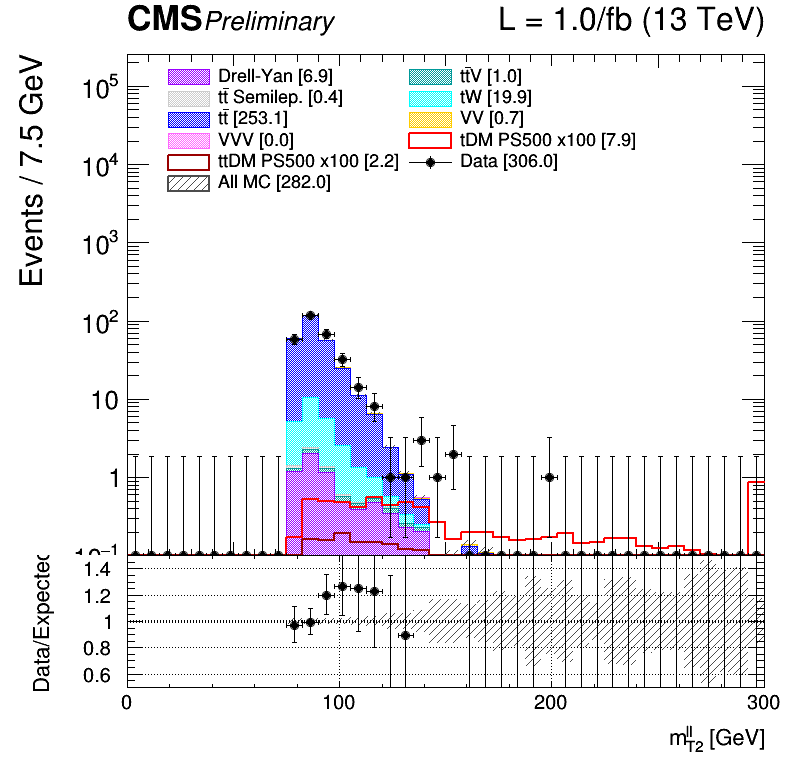 CMS Preliminary L = 1.0/fb (13 TeV)
Events / 7.5 GeV
10⁵
10⁴
10³
10²
10
1
10⁻¹
Drell-Yan [6.9]
tt̄ Semilep. [0.4]
tt̄ [253.1]
VVV [0.0]
ttDM PS500 x100 [2.2]
All MC [282.0]
tt̄V [1.0]
tW [19.9]
VV [0.7]
tDM PS500 x100 [7.9]
Data [306.0]
Data/Expected
1.4
1.2
1
0.8
0.6
0 100 200 300
m_{T2}^{ll} [GeV]